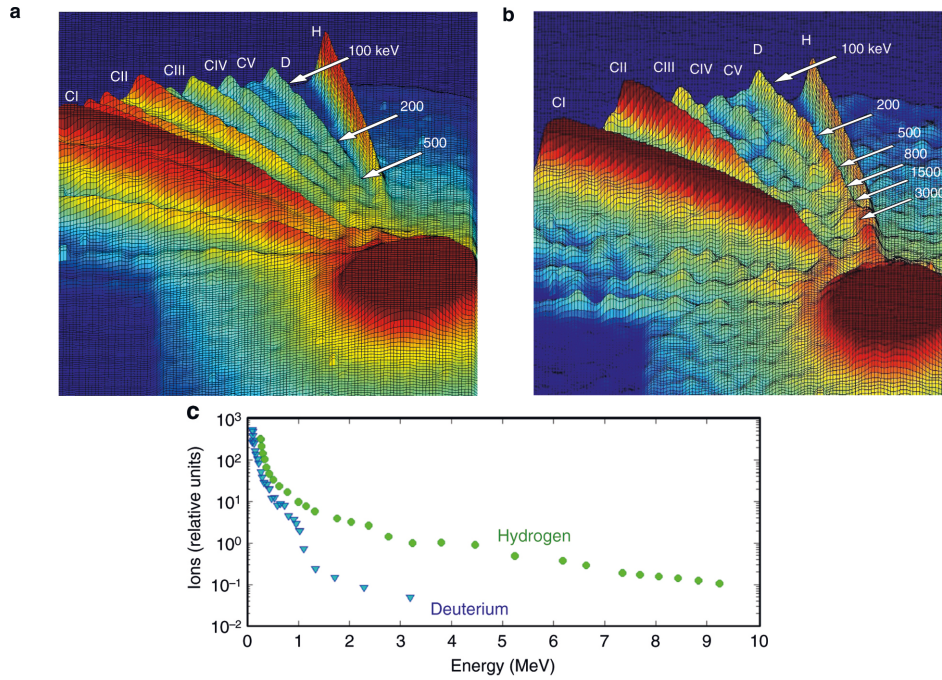 a
H
100 keV
CII
CIII
CIV
CV
D
CI
200
500
b
H
D
100 keV
CIII
CIV
CV
CII
CI
200
500
800
1500
3000
c
Ions (relative units)
10³
10²
10¹
10⁰
10⁻¹
10⁻²
Hydrogen
Deuterium
0 1 2 3 4 5 6 7 8 9 10
Energy (MeV)